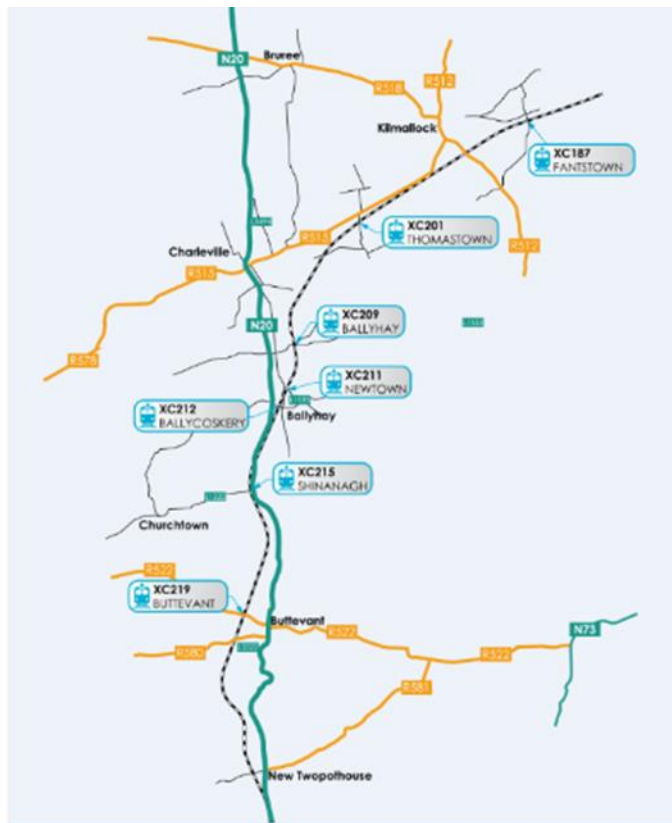 Bruree
N20
R512
R518
Kilmallock
XC187
FANTSTOWN
XC201
THOMASTOWN
R515
Charleville
R512
R515
XC209
BALLYHAY
N20
R578
XC211
NEWTOWN
XC212
BALLYCOSKERY
Ballyhay
XC215
SHINANAGH
Churchtown
R522
XC219
BUTTEVANT
Buttevant
R522
N73
R580
R522
R581
New Twopothouse